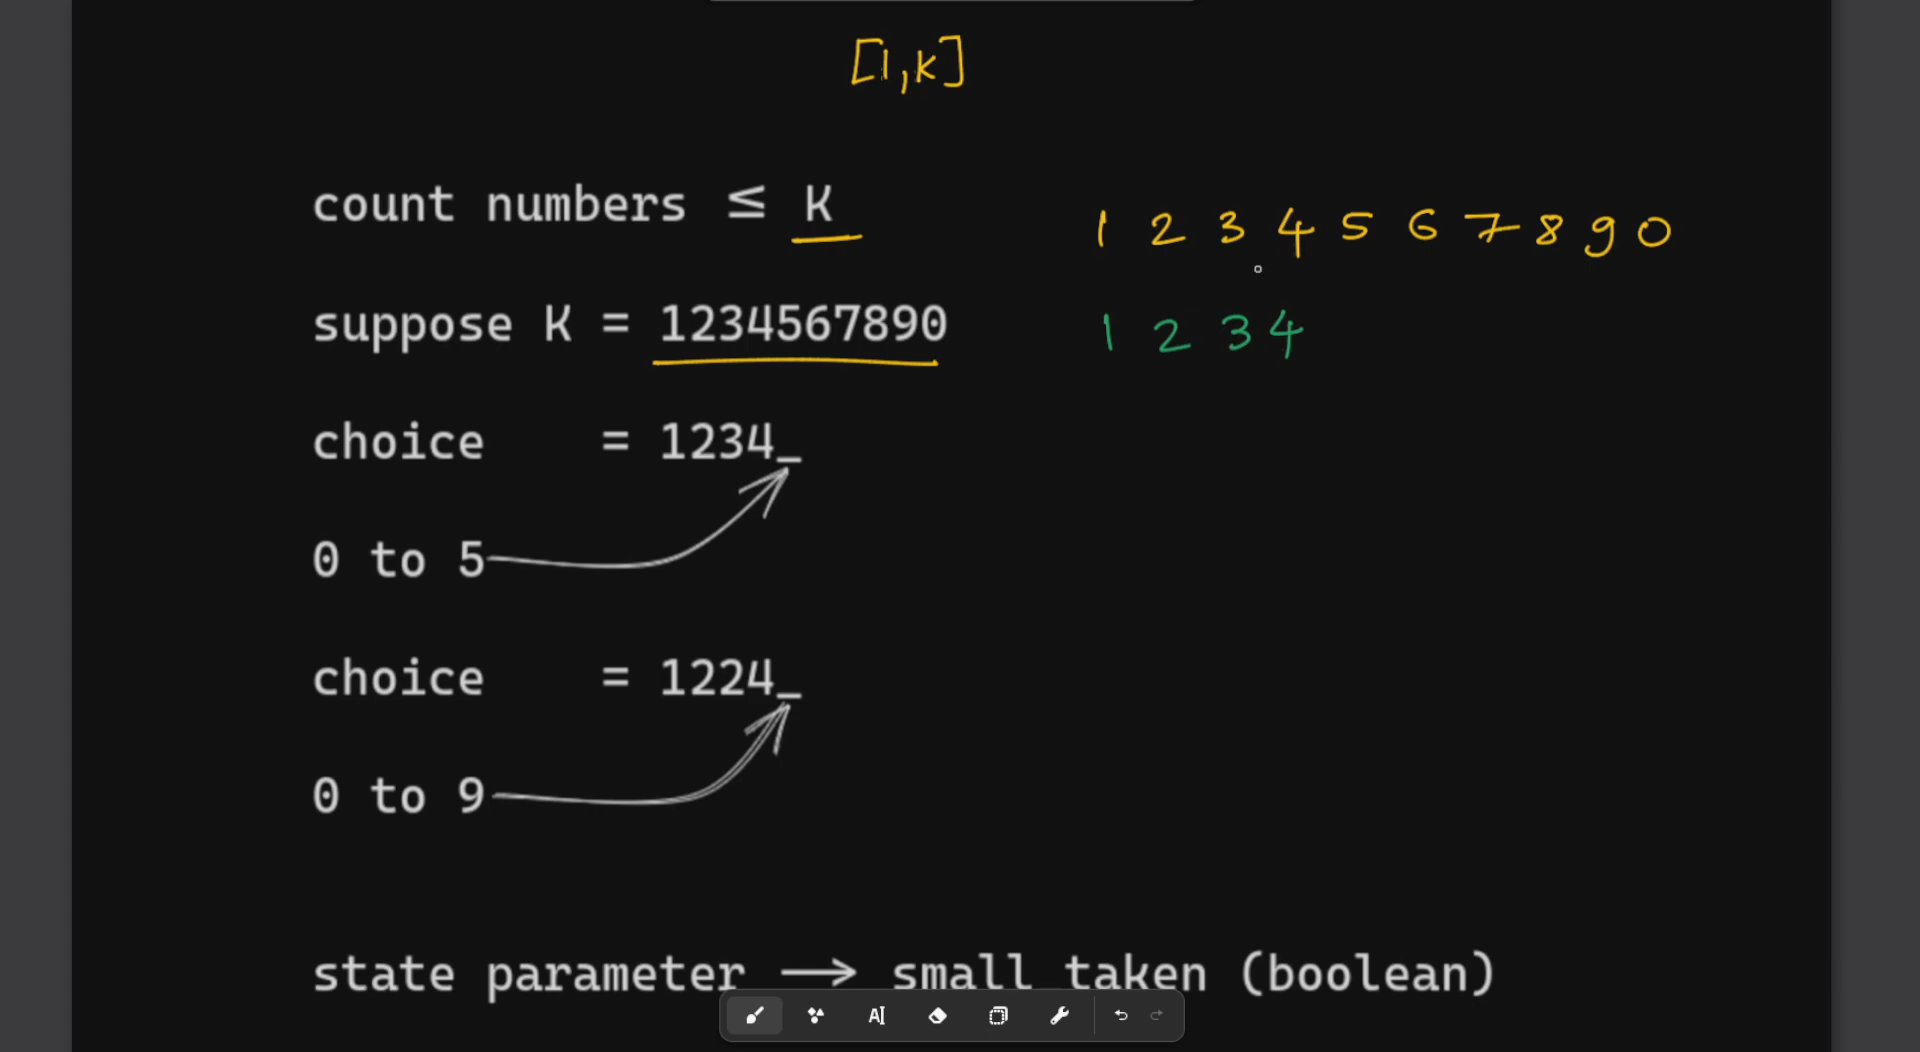 [1,K]
count numbers ≤ K
1 2 3 4 5 6 7 8 9 0
suppose K = 1234567890
1 2 3 4
choice = 1234_
0 to 5
choice = 1224_
0 to 9
state parameter → small taken (boolean)